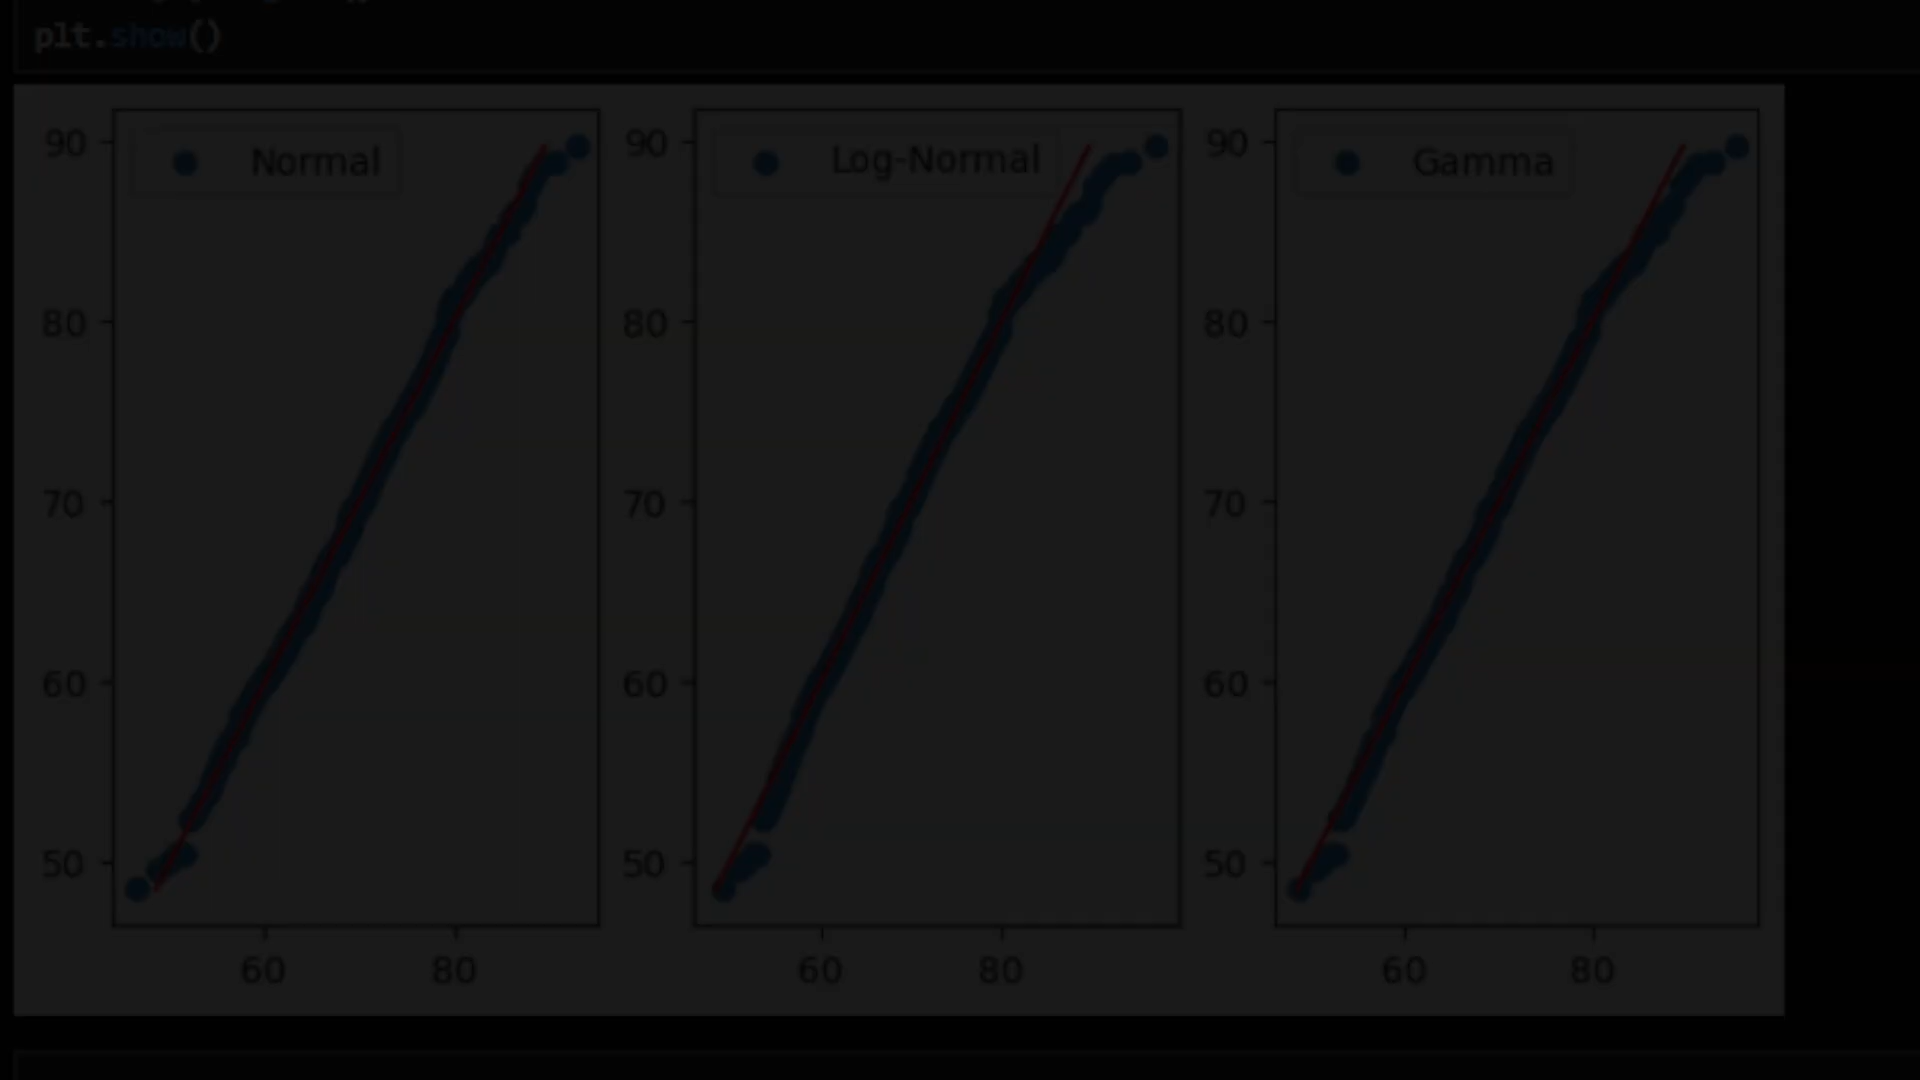 plt.show()
90 Normal 90 Log-Normal 90 Gamma
80 80 80
70 70 70
60 60 60
50 50 50
60 80 60 80 60 80